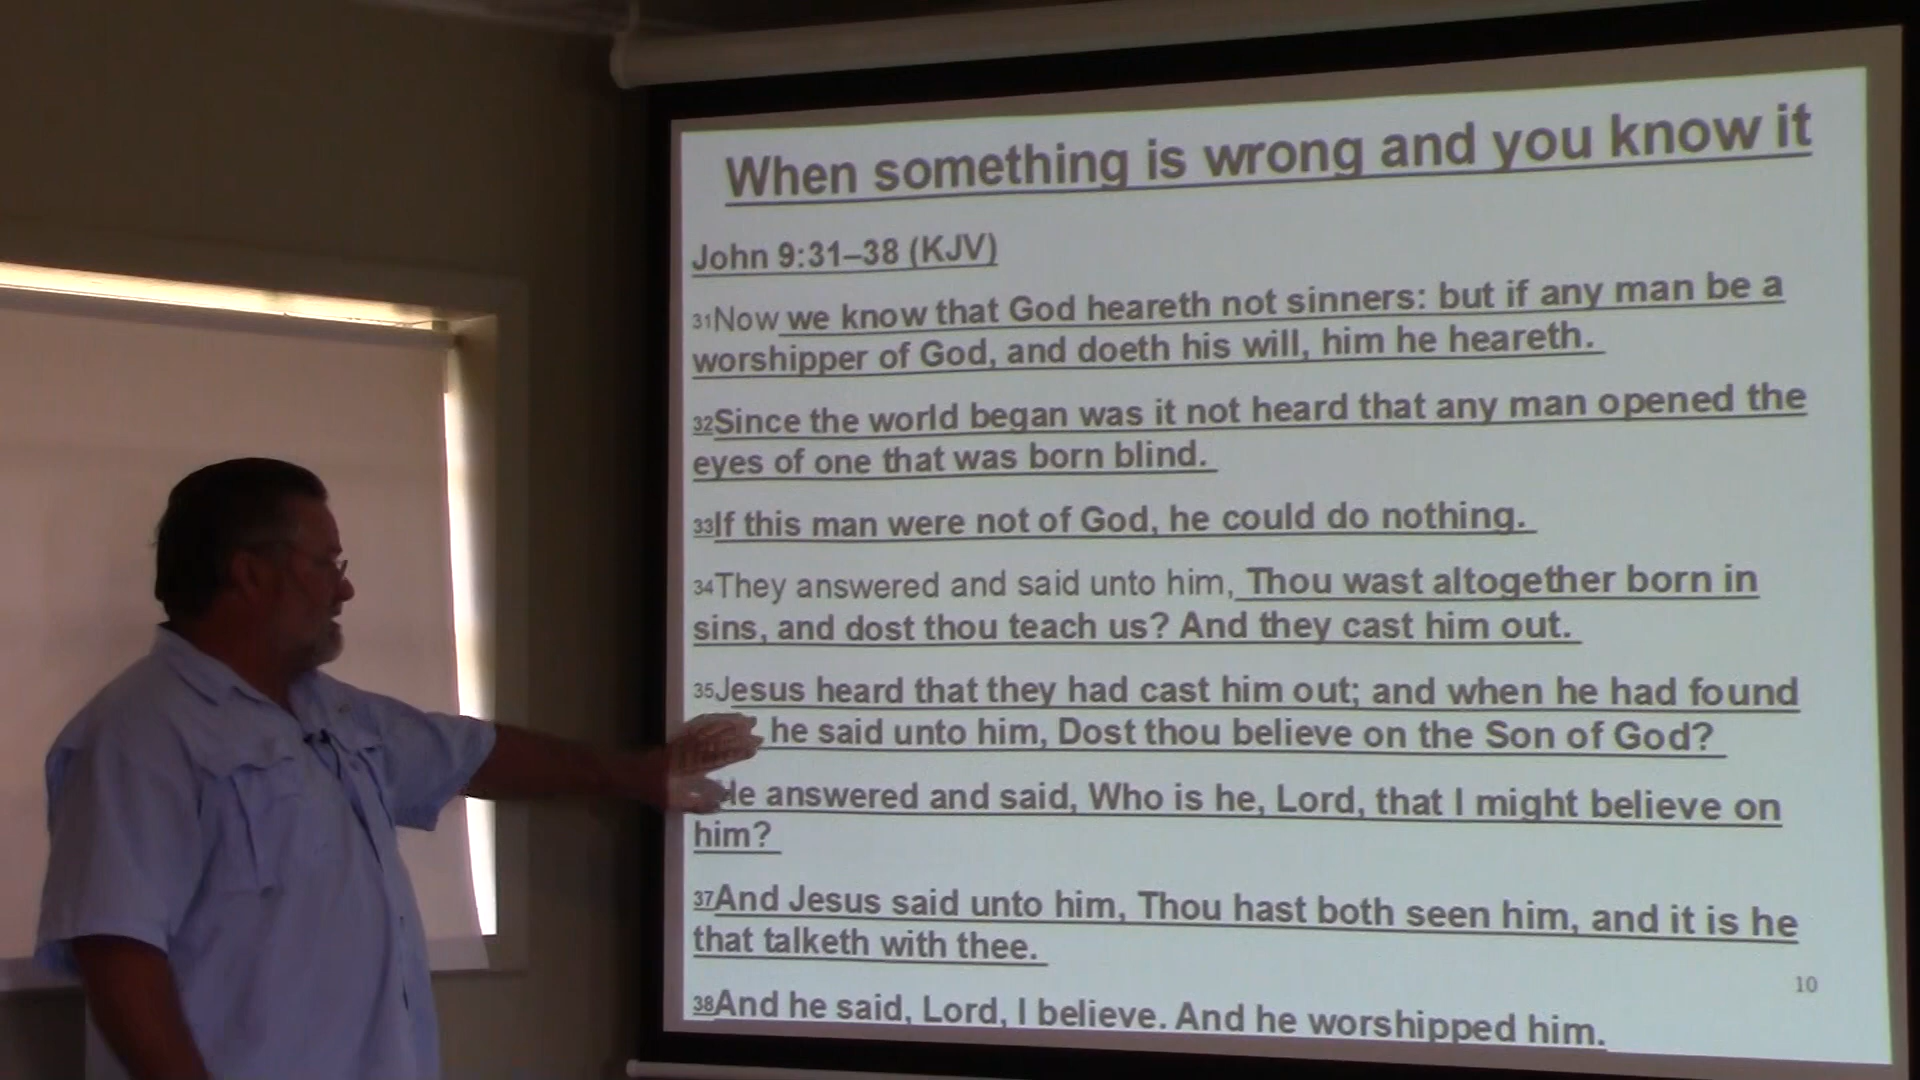 When something is wrong and you know it
John 9:31–38 (KJV)
31Now we know that God heareth not sinners: but if any man be a
worshipper of God, and doeth his will, him he heareth.
32Since the world began was it not heard that any man opened the
eyes of one that was born blind.
33If this man were not of God, he could do nothing.
34They answered and said unto him, Thou wast altogether born in
sins, and dost thou teach us? And they cast him out.
35Jesus heard that they had cast him out; and when he had found
he said unto him, Dost thou believe on the Son of God?
He answered and said, Who is he, Lord, that I might believe on
him?
37And Jesus said unto him, Thou hast both seen him, and it is he
that talketh with thee.
10
38And he said, Lord, I believe. And he worshipped him.